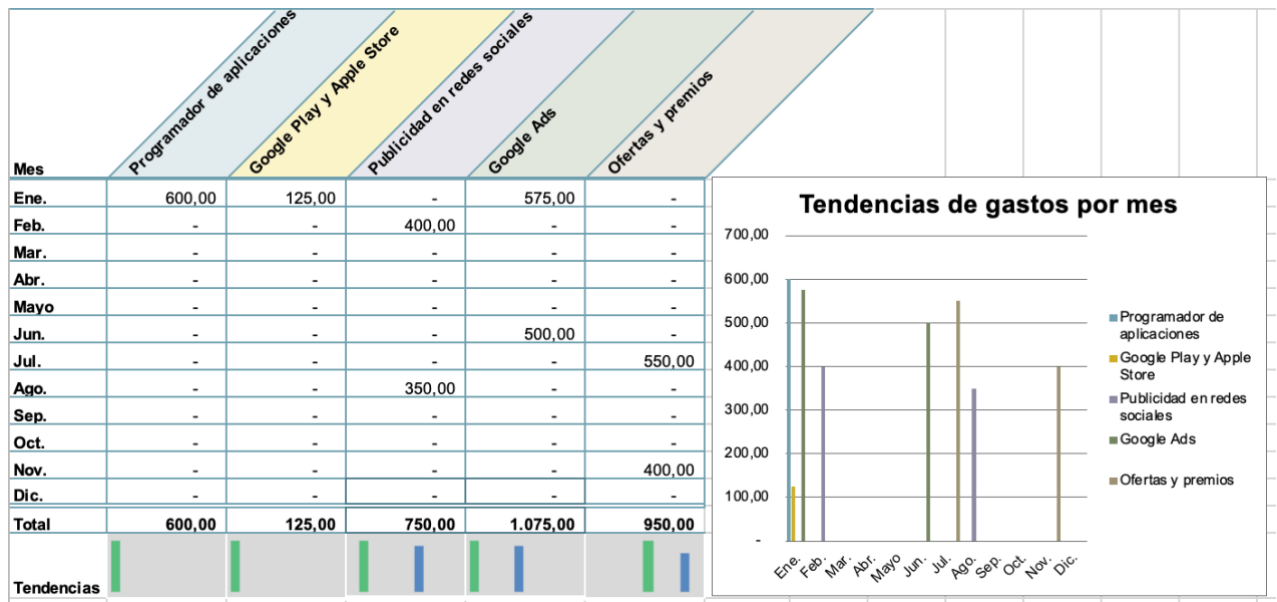 Mes Programador de aplicaciones Google Play y Apple Store Publicidad en redes sociales Google Ads Ofertas y premios
Ene. 600,00 125,00 - 575,00 -
Feb. - - 400,00 - -
Mar. - - - - -
Abr. - - - - -
Mayo - - - - -
Jun. - - - 500,00 -
Jul. - - - - 550,00
Ago. - - 350,00 - -
Sep. - - - - -
Oct. - - - - -
Nov. - - - - 400,00
Dic. - - - - -
Total 600,00 125,00 750,00 1.075,00 950,00
Tendencias
Tendencias de gastos por mes
700,00
600,00
500,00
400,00
300,00
200,00
100,00
-
Ene. Feb. Mar. Abr. Mayo Jun. Jul. Ago. Sep. Oct. Nov. Dic.
Programador de
aplicaciones
Google Play y Apple
Store
Publicidad en redes
sociales
Google Ads
Ofertas y premios